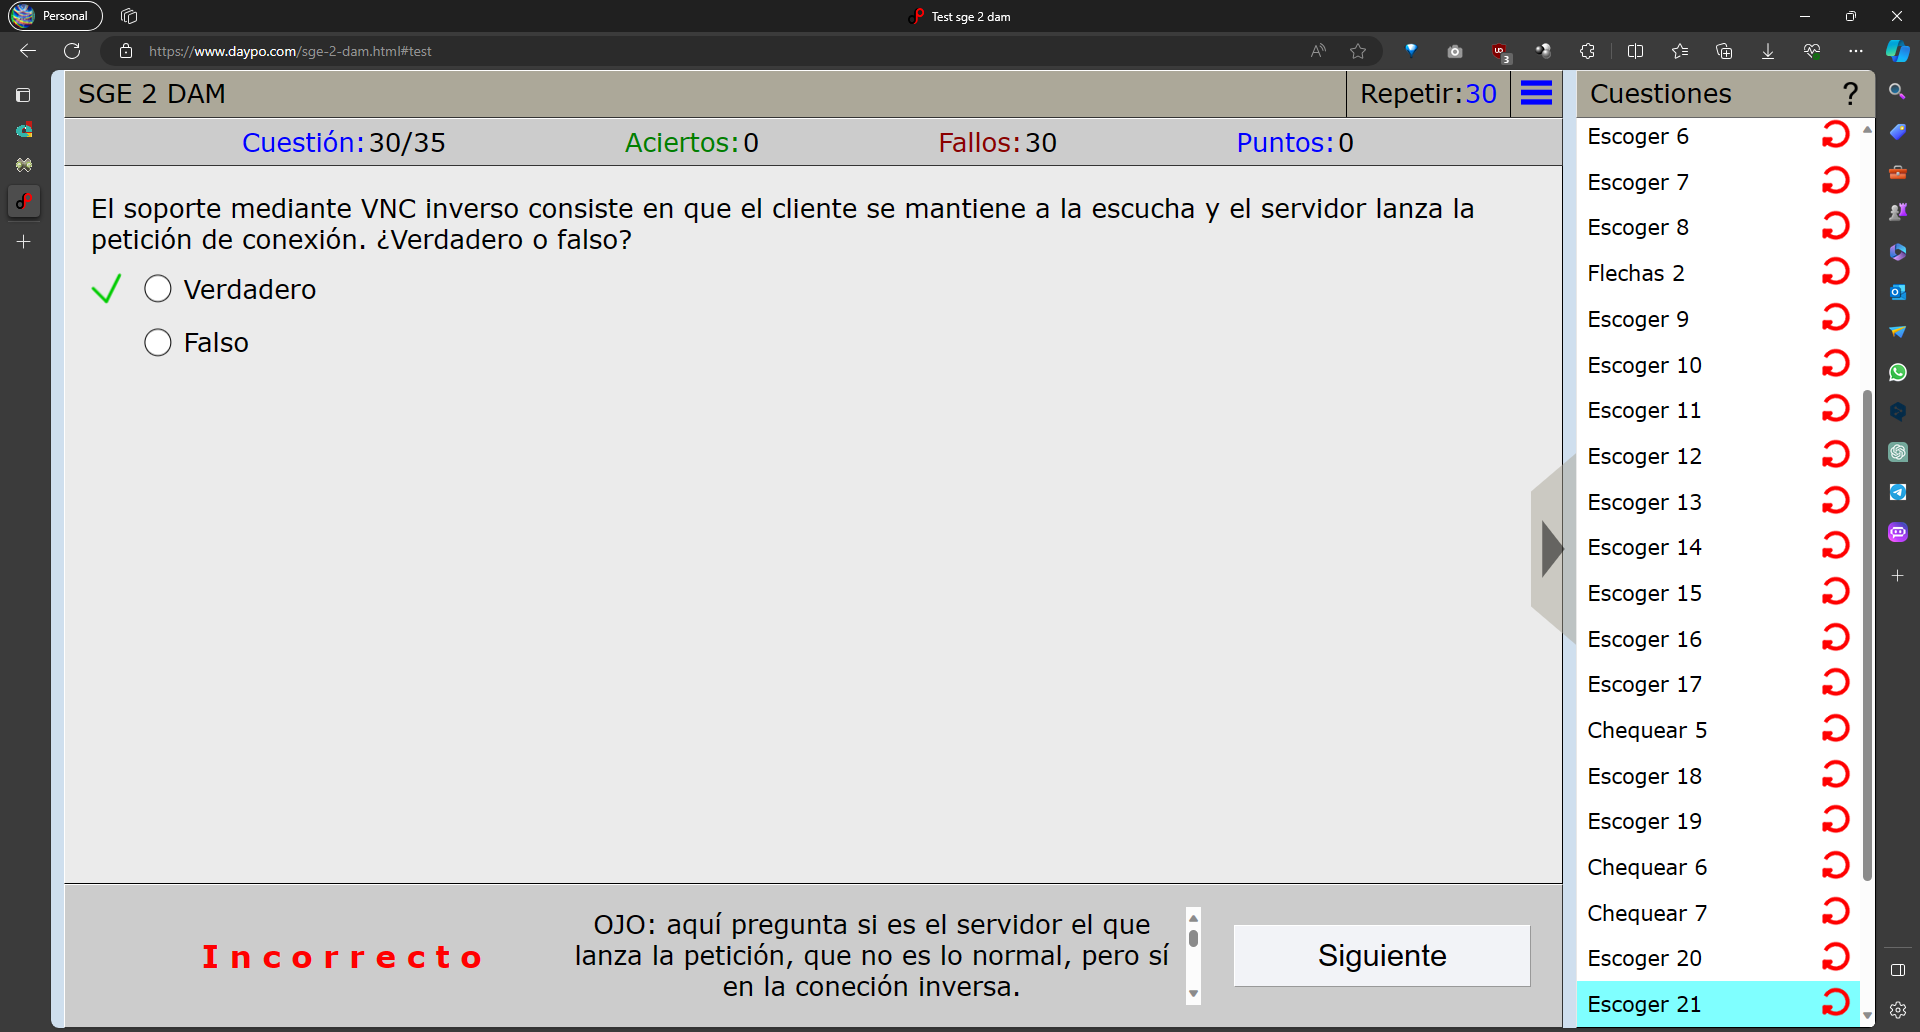 Personal
Test sge 2 dam
https://www.daypo.com/sge-2-dam.html#test
3
SGE 2 DAM
Repetir:30
Cuestión:30/35
Aciertos:0
Fallos:30
Puntos:0
El soporte mediante VNC inverso consiste en que el cliente se mantiene a la escucha y el servidor lanza la
petición de conexión. ¿Verdadero o falso?
Verdadero
Falso
Incorrecto
OJO: aquí pregunta si es el servidor el que
lanza la petición, que no es lo normal, pero sí
en la coneción inversa.
Siguiente
Cuestiones
?
Escoger 6
Escoger 7
Escoger 8
Flechas 2
Escoger 9
Escoger 10
Escoger 11
Escoger 12
Escoger 13
Escoger 14
Escoger 15
Escoger 16
Escoger 17
Chequear 5
Escoger 18
Escoger 19
Chequear 6
Chequear 7
Escoger 20
Escoger 21